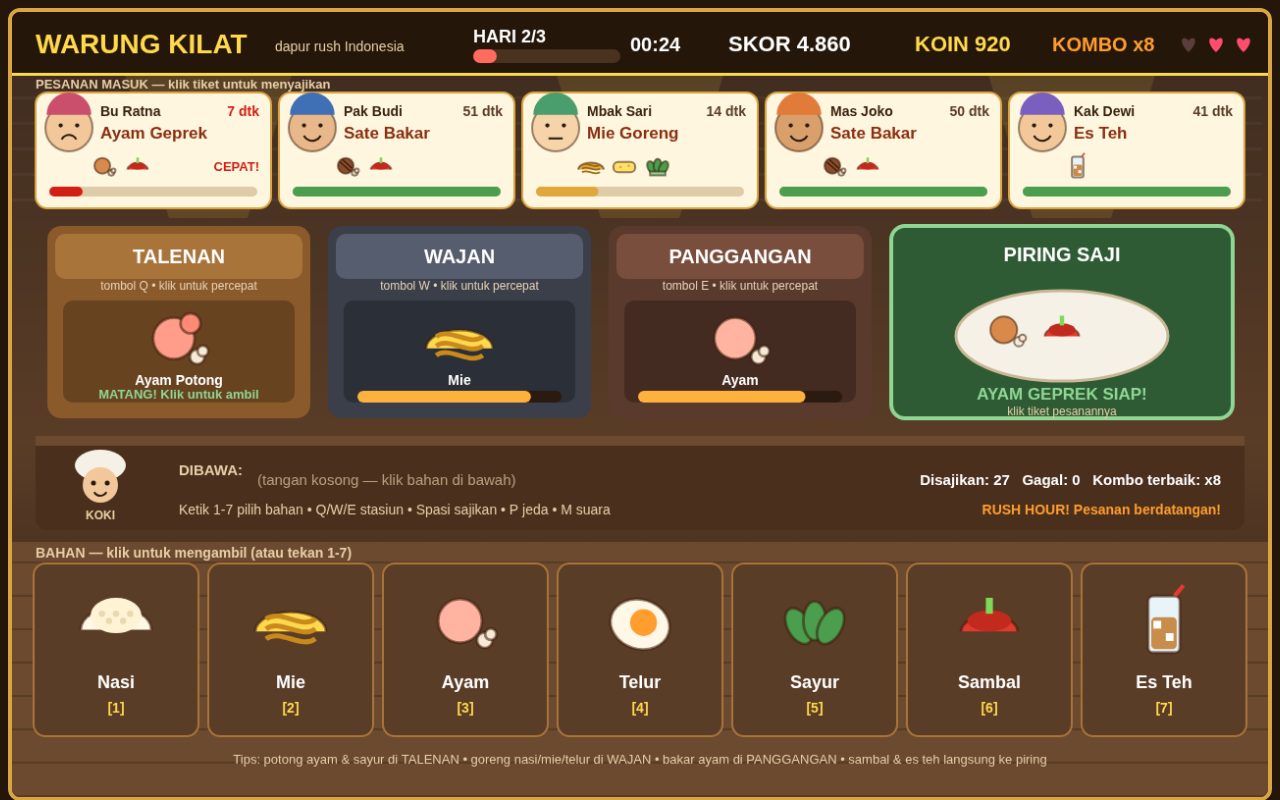 WARUNG KILAT
dapur rush Indonesia
HARI 2/3
00:24
SKOR 4.860
KOIN 920
KOMBO x8
PESANAN MASUK — klik tiket untuk menyajikan
Bu Ratna 7 dtk
Ayam Geprek
CEPAT!
Pak Budi 51 dtk
Sate Bakar
Mbak Sari 14 dtk
Mie Goreng
Mas Joko 50 dtk
Sate Bakar
Kak Dewi 41 dtk
Es Teh
TALENAN
tombol Q • klik untuk percepat
Ayam Potong
MATANG! Klik untuk ambil
WAJAN
tombol W • klik untuk percepat
Mie
PANGGANGAN
tombol E • klik untuk percepat
Ayam
PIRING SAJI
AYAM GEPREK SIAP!
klik tiket pesanannya
KOKI
DIBAWA: (tangan kosong — klik bahan di bawah)
Ketik 1-7 pilih bahan • Q/W/E stasiun • Spasi sajikan • P jeda • M suara
Disajikan: 27 Gagal: 0 Kombo terbaik: x8
RUSH HOUR! Pesanan berdatangan!
BAHAN — klik untuk mengambil (atau tekan 1-7)
Nasi
[1]
Mie
[2]
Ayam
[3]
Telur
[4]
Sayur
[5]
Sambal
[6]
Es Teh
[7]
Tips: potong ayam & sayur di TALENAN • goreng nasi/mie/telur di WAJAN • bakar ayam di PANGGANGAN • sambal & es teh langsung ke piring